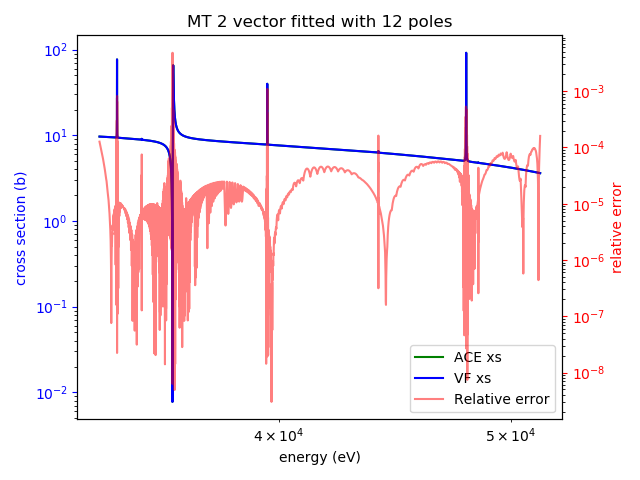 MT 2 vector fitted with 12 poles
cross section (b)
10^2
10^1
10^0
10^-1
10^-2
10^-3
10^-4
10^-5
10^-6
10^-7
10^-8
relative error
ACE xs
VF xs
Relative error
4 × 10^4
5 × 10^4
energy (eV)